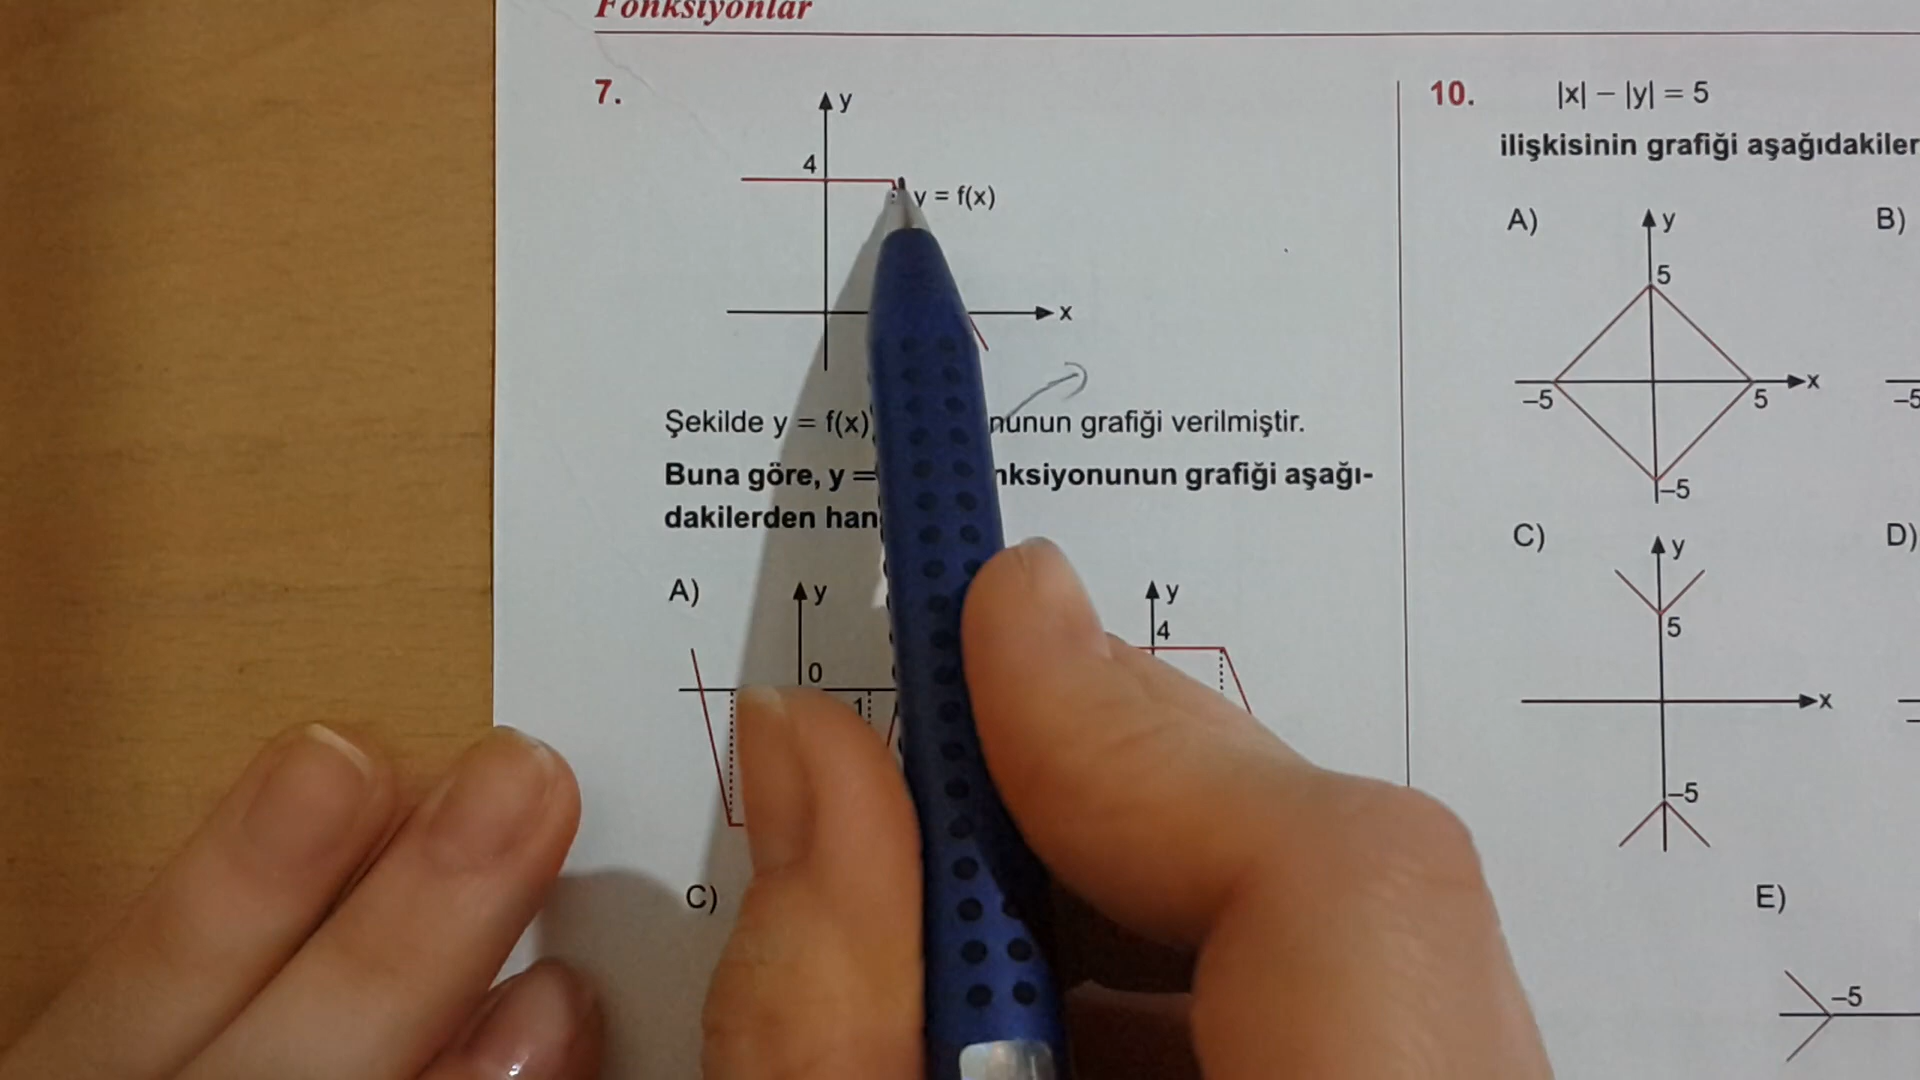 Fonksiyonlar
7.
y
4
y = f(x)
x
Şekilde y = f(x) nunun grafiği verilmiştir.
Buna göre, y = nksiyonunun grafiği aşağı-
dakilerden han
A)
y
0
1
y
4
C)
10. |x| – |y| = 5
ilişkisinin grafiği aşağıdakiler
A)
y
5
–5
5
x
–5
B)
–5
C)
y
5
x
–5
D)
E)
–5